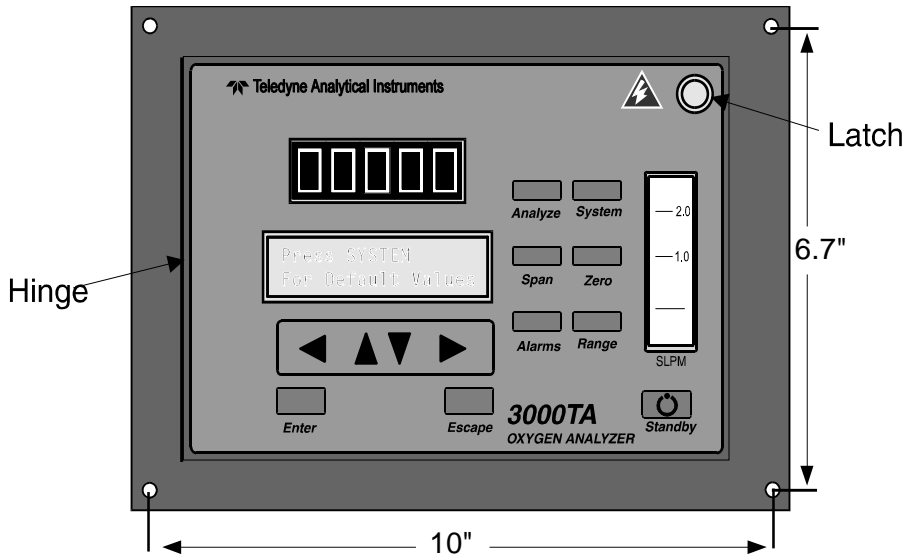 Teledyne Analytical Instruments
Latch
Analyze System
2.0
1.0
6.7"
Press SYSTEM
For Default Values
Span Zero
Hinge
Alarms Range
SLPM
Enter Escape
3000TA
OXYGEN ANALYZER
Standby
10"